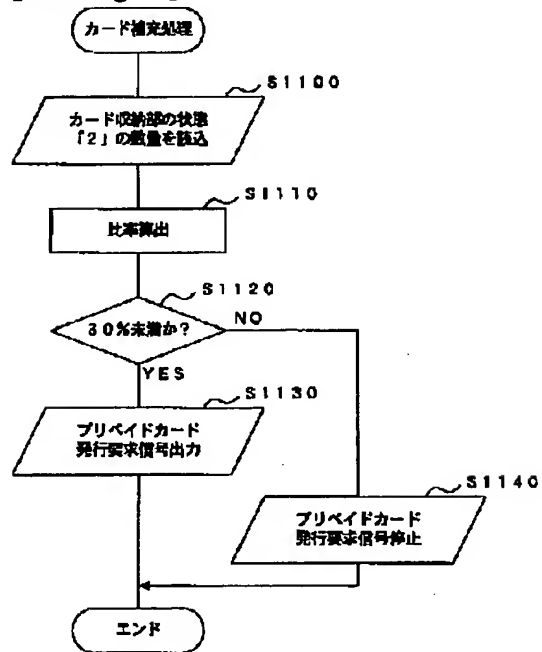 カード補充処理
S1100
カード収納部の状態
「2」の数量を読込
S1110
比率算出
S1120
30%未満か?
NO
YES
S1130
プリペイドカード
発行要求信号出力
S1140
プリペイドカード
発行要求信号停止
エンド